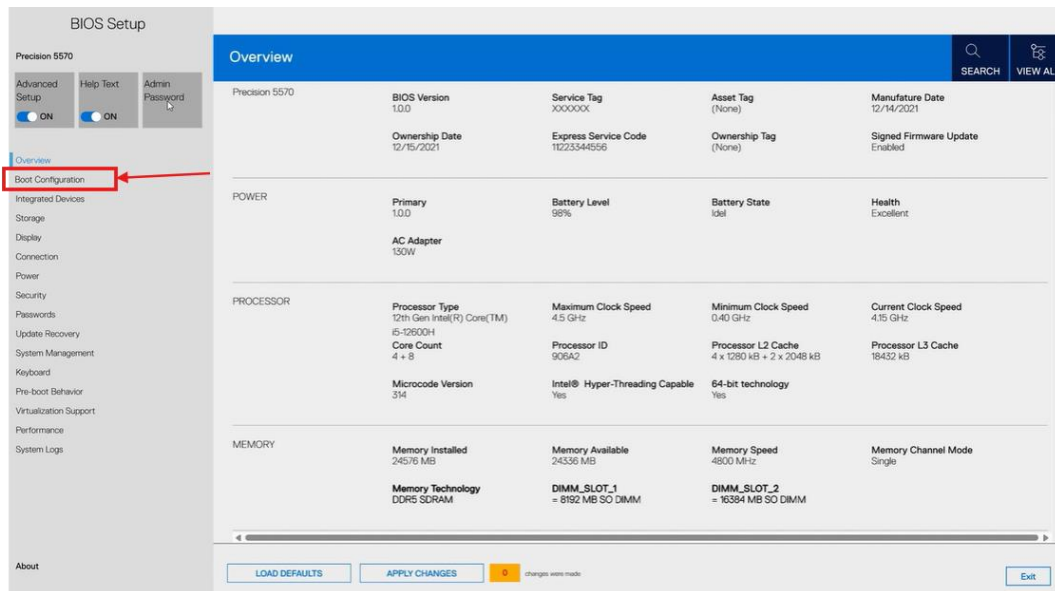 BIOS Setup
Precision 5570
Advanced Setup
ON
Help Text
ON
Admin Password
Overview
Boot Configuration
Integrated Devices
Storage
Display
Connection
Power
Security
Passwords
Update Recovery
System Management
Keyboard
Pre-boot Behavior
Virtualization Support
Performance
System Logs
About
Overview
SEARCH
VIEW AL
Precision 5570
BIOS Version
1.0.0
Service Tag
XXXXXX
Asset Tag
(None)
Manufature Date
12/14/2021
Ownership Date
12/15/2021
Express Service Code
11223344556
Ownership Tag
(None)
Signed Firmware Update
Enabled
POWER
Primary
1.0.0
Battery Level
98%
Battery State
Idel
Health
Excellent
AC Adapter
130W
PROCESSOR
Processor Type
12th Gen Intel(R) Core(TM)
i5-12600H
Maximum Clock Speed
4.5 GHz
Minimum Clock Speed
0.40 GHz
Current Clock Speed
4.15 GHz
Core Count
4 + 8
Processor ID
906A2
Processor L2 Cache
4 x 1280 kB + 2 x 2048 kB
Processor L3 Cache
18432 kB
Microcode Version
314
Intel® Hyper-Threading Capable
Yes
64-bit technology
Yes
MEMORY
Memory Installed
24576 MB
Memory Available
24336 MB
Memory Speed
4800 MHz
Memory Channel Mode
Single
Memory Technology
DDR5 SDRAM
DIMM_SLOT_1
= 8192 MB SO DIMM
DIMM_SLOT_2
= 16384 MB SO DIMM
LOAD DEFAULTS
APPLY CHANGES
0
changes were made
Exit